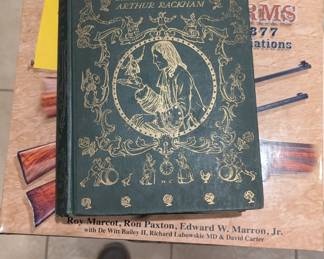 ARTHUR RACKHAM
RMS
877
ations
Roy Marcot, Ron Paxton, Edward W. Marron, Jr.
with De Witt Bailey II, Richard Labowskie MD & David Carter